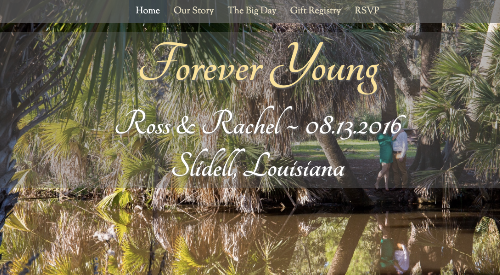 Home Our Story The Big Day Gift Registry RSVP
Forever Young
Ross & Rachel ~ 08.13.2016
Slidell, Louisiana